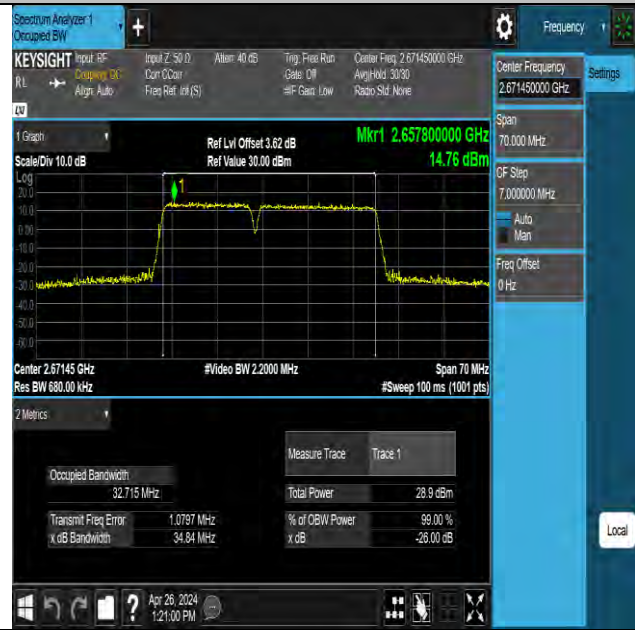 Spectrum Analyzer 1
Occupied BW
+
Frequency
KEYSIGHT
RL
Input: RF
Coupling: DC
Align: Auto
Input Z: 50 Ω
Corr CCorr
Freq Ref: Int (S)
Atten: 40 dB
Trig: Free Run
Gate: Off
#IF Gain: Low
Center Freq: 2.671450000 GHz
Avg|Hold: 30/30
Radio Std: None
Center Frequency
2.671450000 GHz
Settings
Span
70.000 MHz
CF Step
7.000000 MHz
Auto
Man
Freq Offset
0 Hz
1 Graph
Scale/Div 10.0 dB
Ref Lvl Offset 3.62 dB
Ref Value 30.00 dBm
Mkr1 2.657800000 GHz
14.76 dBm
Log
20.0
10.0
0.00
-10.0
-20.0
-30.0
-40.0
-50.0
-60.0
1
Center 2.67145 GHz
Res BW 680.00 kHz
#Video BW 2.2000 MHz
Span 70 MHz
#Sweep 100 ms (1001 pts)
2 Metrics
Measure Trace Trace 1
Occupied Bandwidth
32.715 MHz
Total Power 28.9 dBm
Transmit Freq Error 1.0797 MHz
% of OBW Power 99.00 %
x dB Bandwidth 34.84 MHz
x dB -26.00 dB
Local
?
Apr 26, 2024
1:21:00 PM